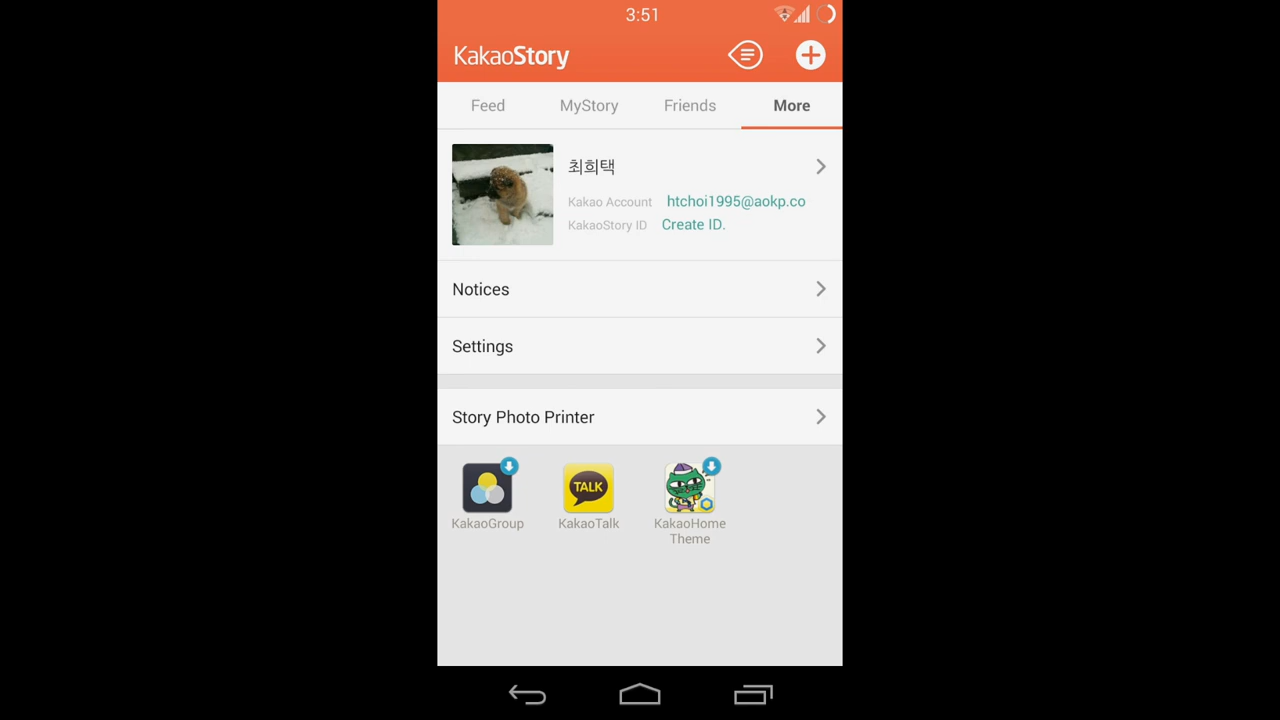 3:51
KakaoStory
Feed MyStory Friends More
최희택
Kakao Account htchoi1995@aokp.co
KakaoStory ID Create ID.
Notices
Settings
Story Photo Printer
TALK
KakaoGroup KakaoTalk KakaoHome
Theme